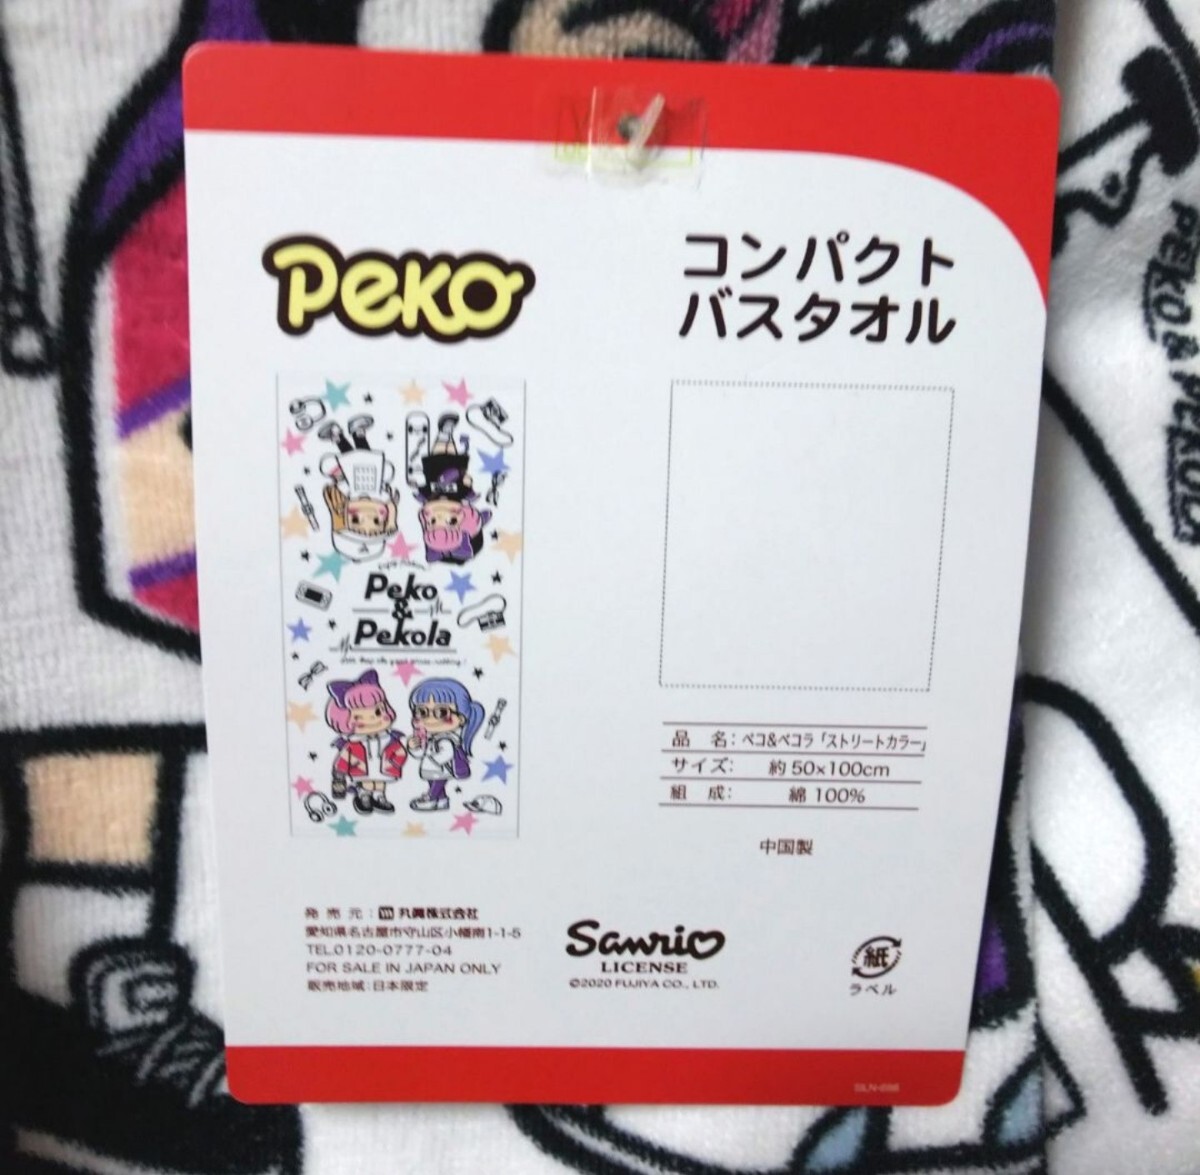 Peko
コンパクト
バスタオル
Peko
&
Pekola
品 名：ペコ&ペコラ「ストリートカラー」
サイズ： 約50×100cm
組 成： 綿 100%
中国製
発 売 元：丸眞株式会社
愛知県名古屋市守山区小幡南1-1-5
TEL0120-0777-04
FOR SALE IN JAPAN ONLY
販売地域：日本限定
Sanrio
LICENSE
©2020 FUJIYA CO., LTD.
紙
ラベル
PEKO & PEKOLA